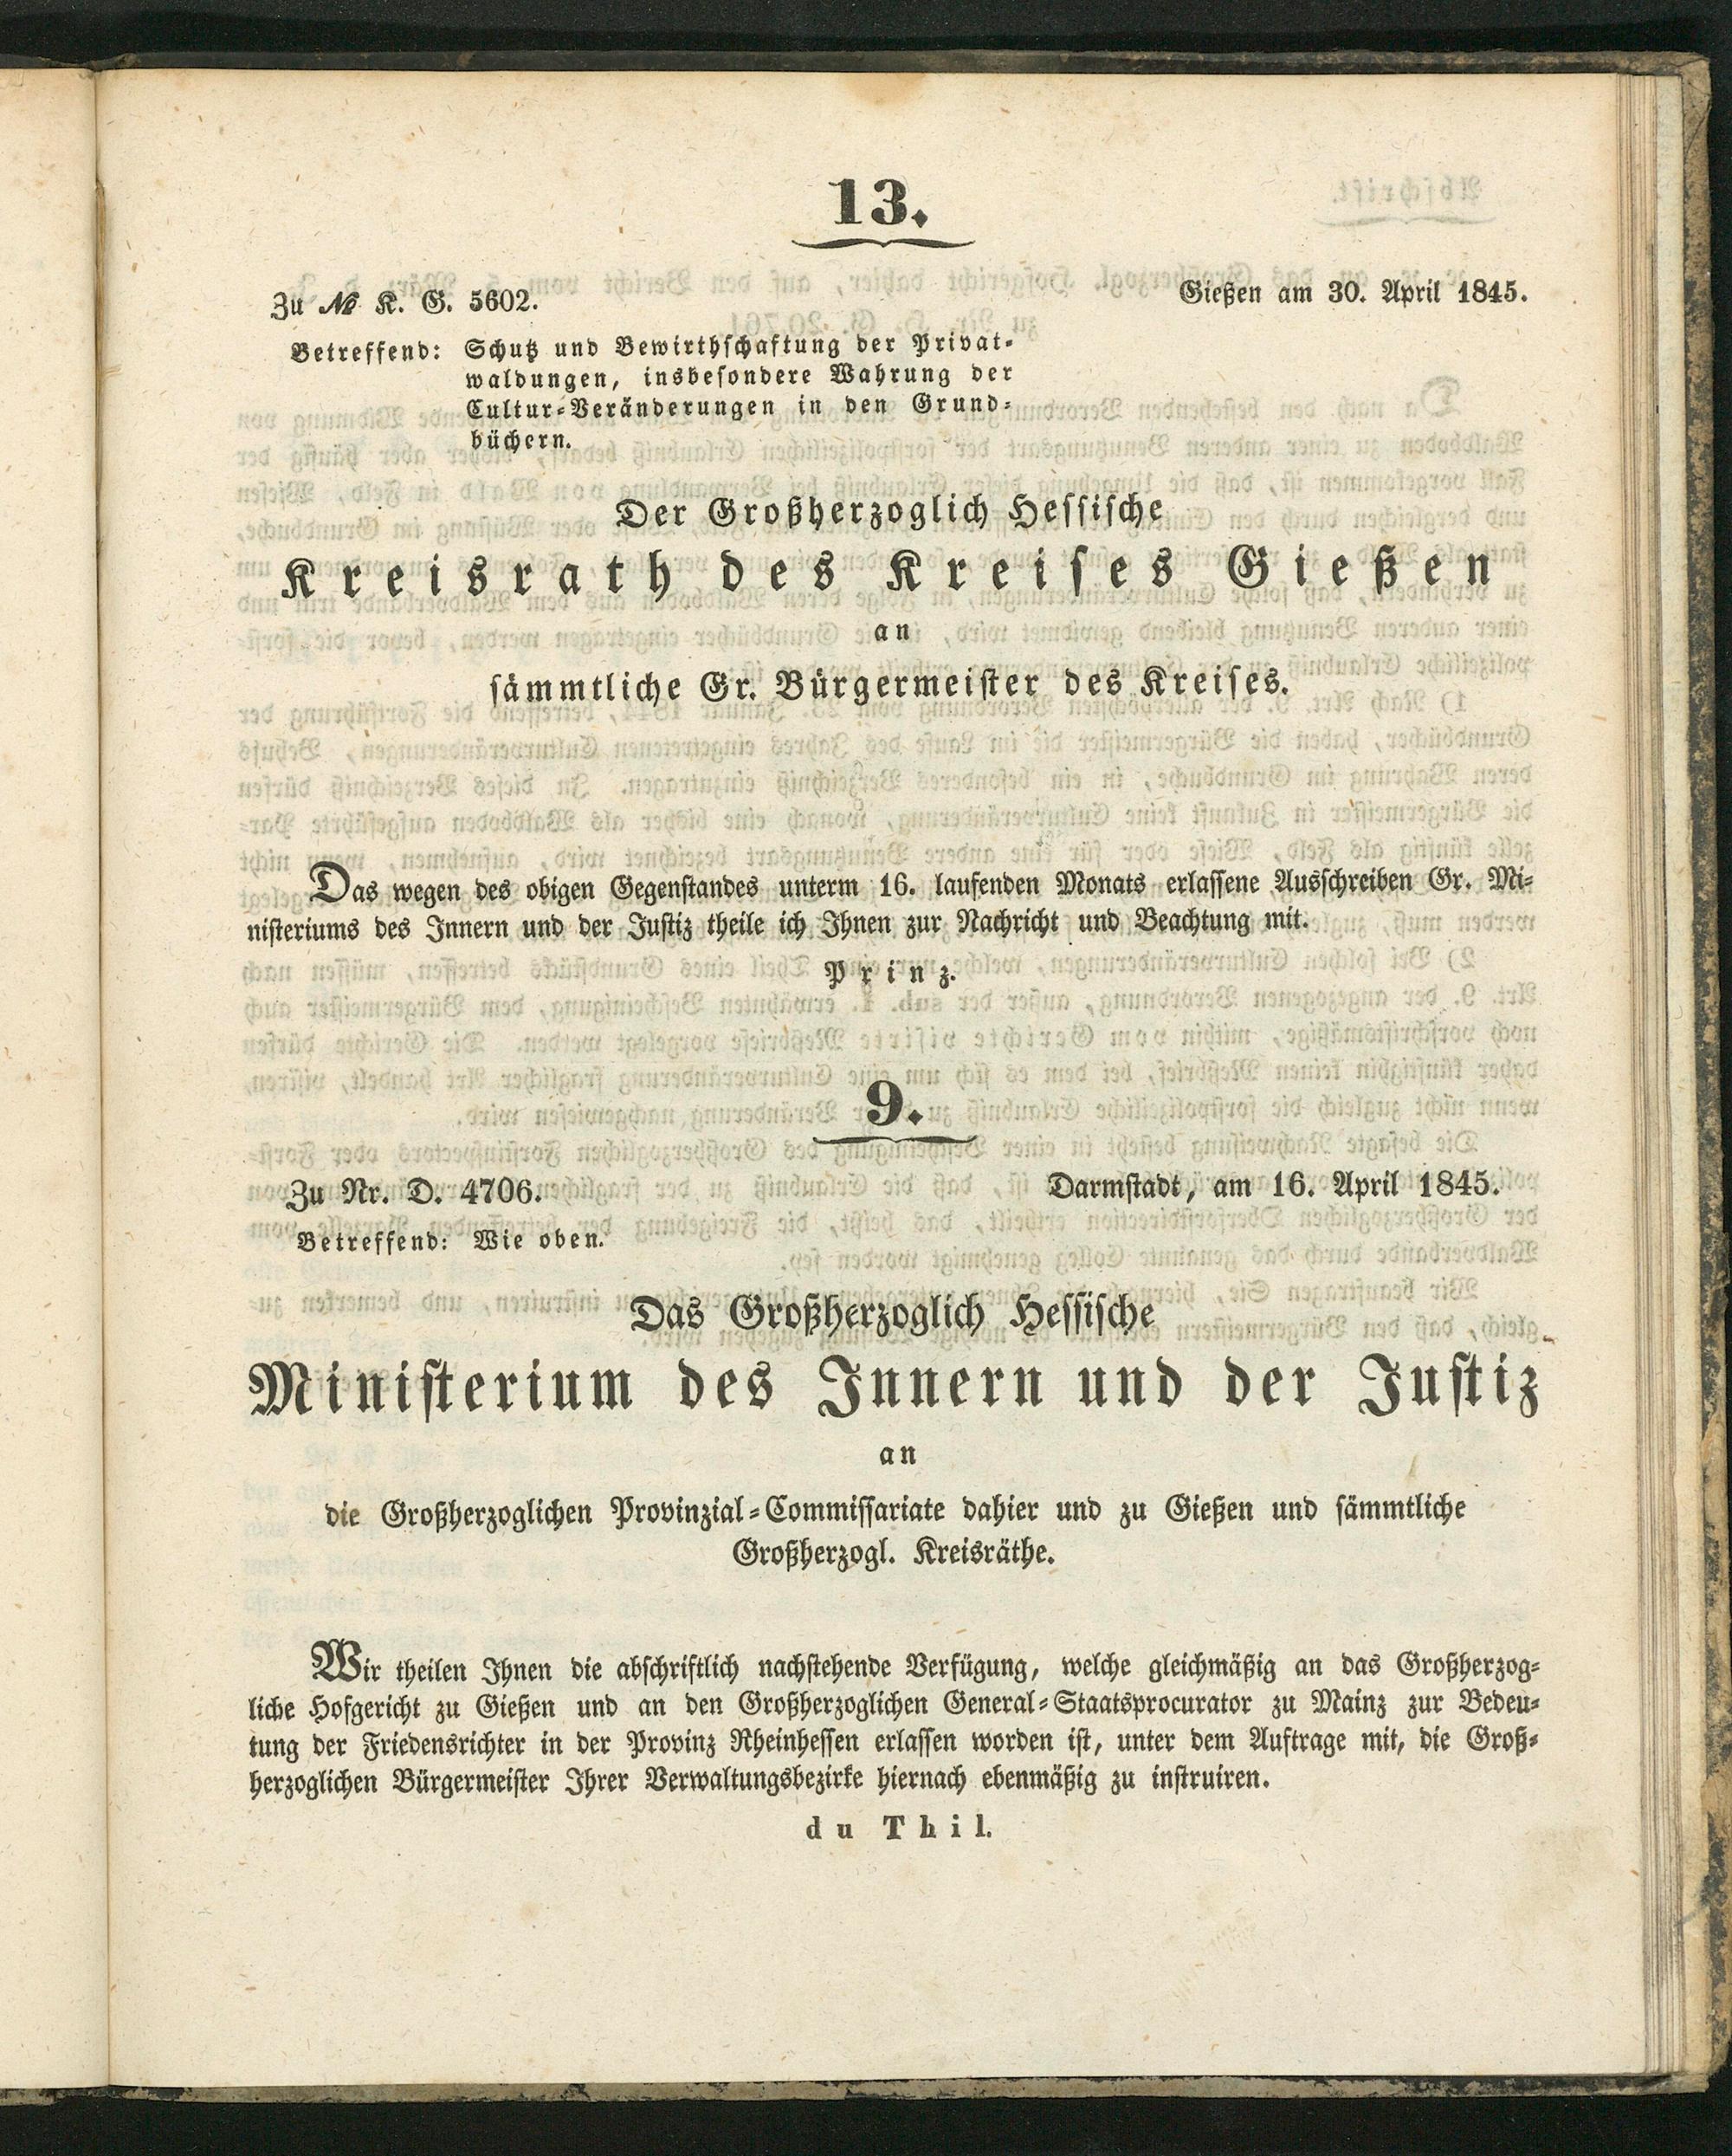 13.
Zu № K. G. 5602.
Gießen am 30. April 1845.
Betreffend: Schutz und Bewirthschaftung der Privat-
waldungen, insbesondere Wahrung der
Cultur-Veränderungen in den Grund-
büchern.
Der Großherzoglich Hessische
Kreisrath des Kreises Gießen
an
sämmtliche Gr. Bürgermeister des Kreises.
Das wegen des obigen Gegenstandes unterm 16. laufenden Monats erlassene Ausschreiben Gr. Mi-
nisteriums des Innern und der Justiz theile ich Ihnen zur Nachricht und Beachtung mit.
Prinz.
9.
Zu Nr. D. 4706.
Darmstadt, am 16. April 1845.
Betreffend: Wie oben.
Das Großherzoglich Hessische
Ministerium des Innern und der Justiz
an
die Großherzoglichen Provinzial-Commissariate dahier und zu Gießen und sämmtliche
Großherzogl. Kreisräthe.
Wir theilen Ihnen die abschriftlich nachstehende Verfügung, welche gleichmäßig an das Großherzog-
liche Hofgericht zu Gießen und an den Großherzoglichen General-Staatsprocurator zu Mainz zur Bedeu-
tung der Friedensrichter in der Provinz Rheinhessen erlassen worden ist, unter dem Auftrage mit, die Groß-
herzoglichen Bürgermeister Ihrer Verwaltungsbezirke hiernach ebenmäßig zu instruiren.
du Thil.